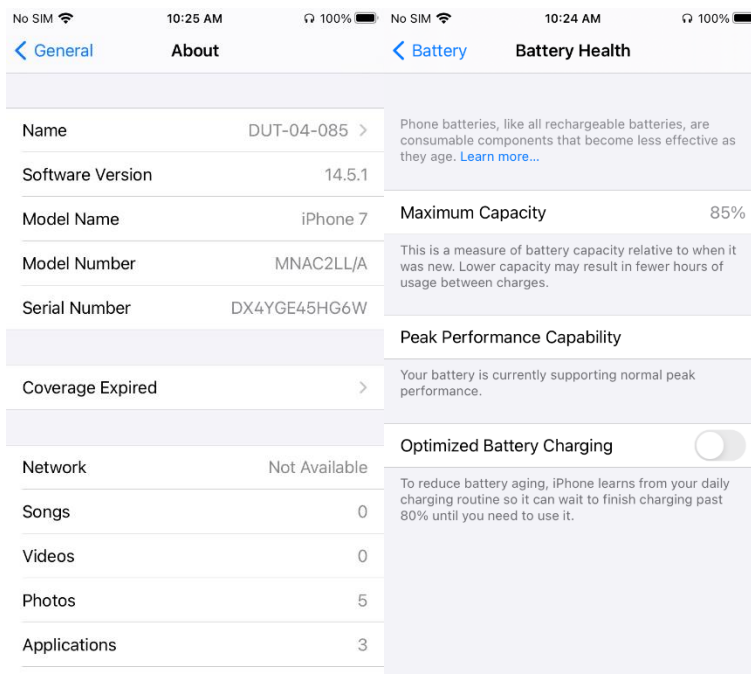 No SIM 10:25 AM 100%
General About
Name DUT-04-085
Software Version 14.5.1
Model Name iPhone 7
Model Number MNAC2LL/A
Serial Number DX4YGE45HG6W
Coverage Expired
Network Not Available
Songs 0
Videos 0
Photos 5
Applications 3
No SIM 10:24 AM 100%
Battery Battery Health
Phone batteries, like all rechargeable batteries, are
consumable components that become less effective as
they age. Learn more...
Maximum Capacity 85%
This is a measure of battery capacity relative to when it
was new. Lower capacity may result in fewer hours of
usage between charges.
Peak Performance Capability
Your battery is currently supporting normal peak
performance.
Optimized Battery Charging
To reduce battery aging, iPhone learns from your daily
charging routine so it can wait to finish charging past
80% until you need to use it.